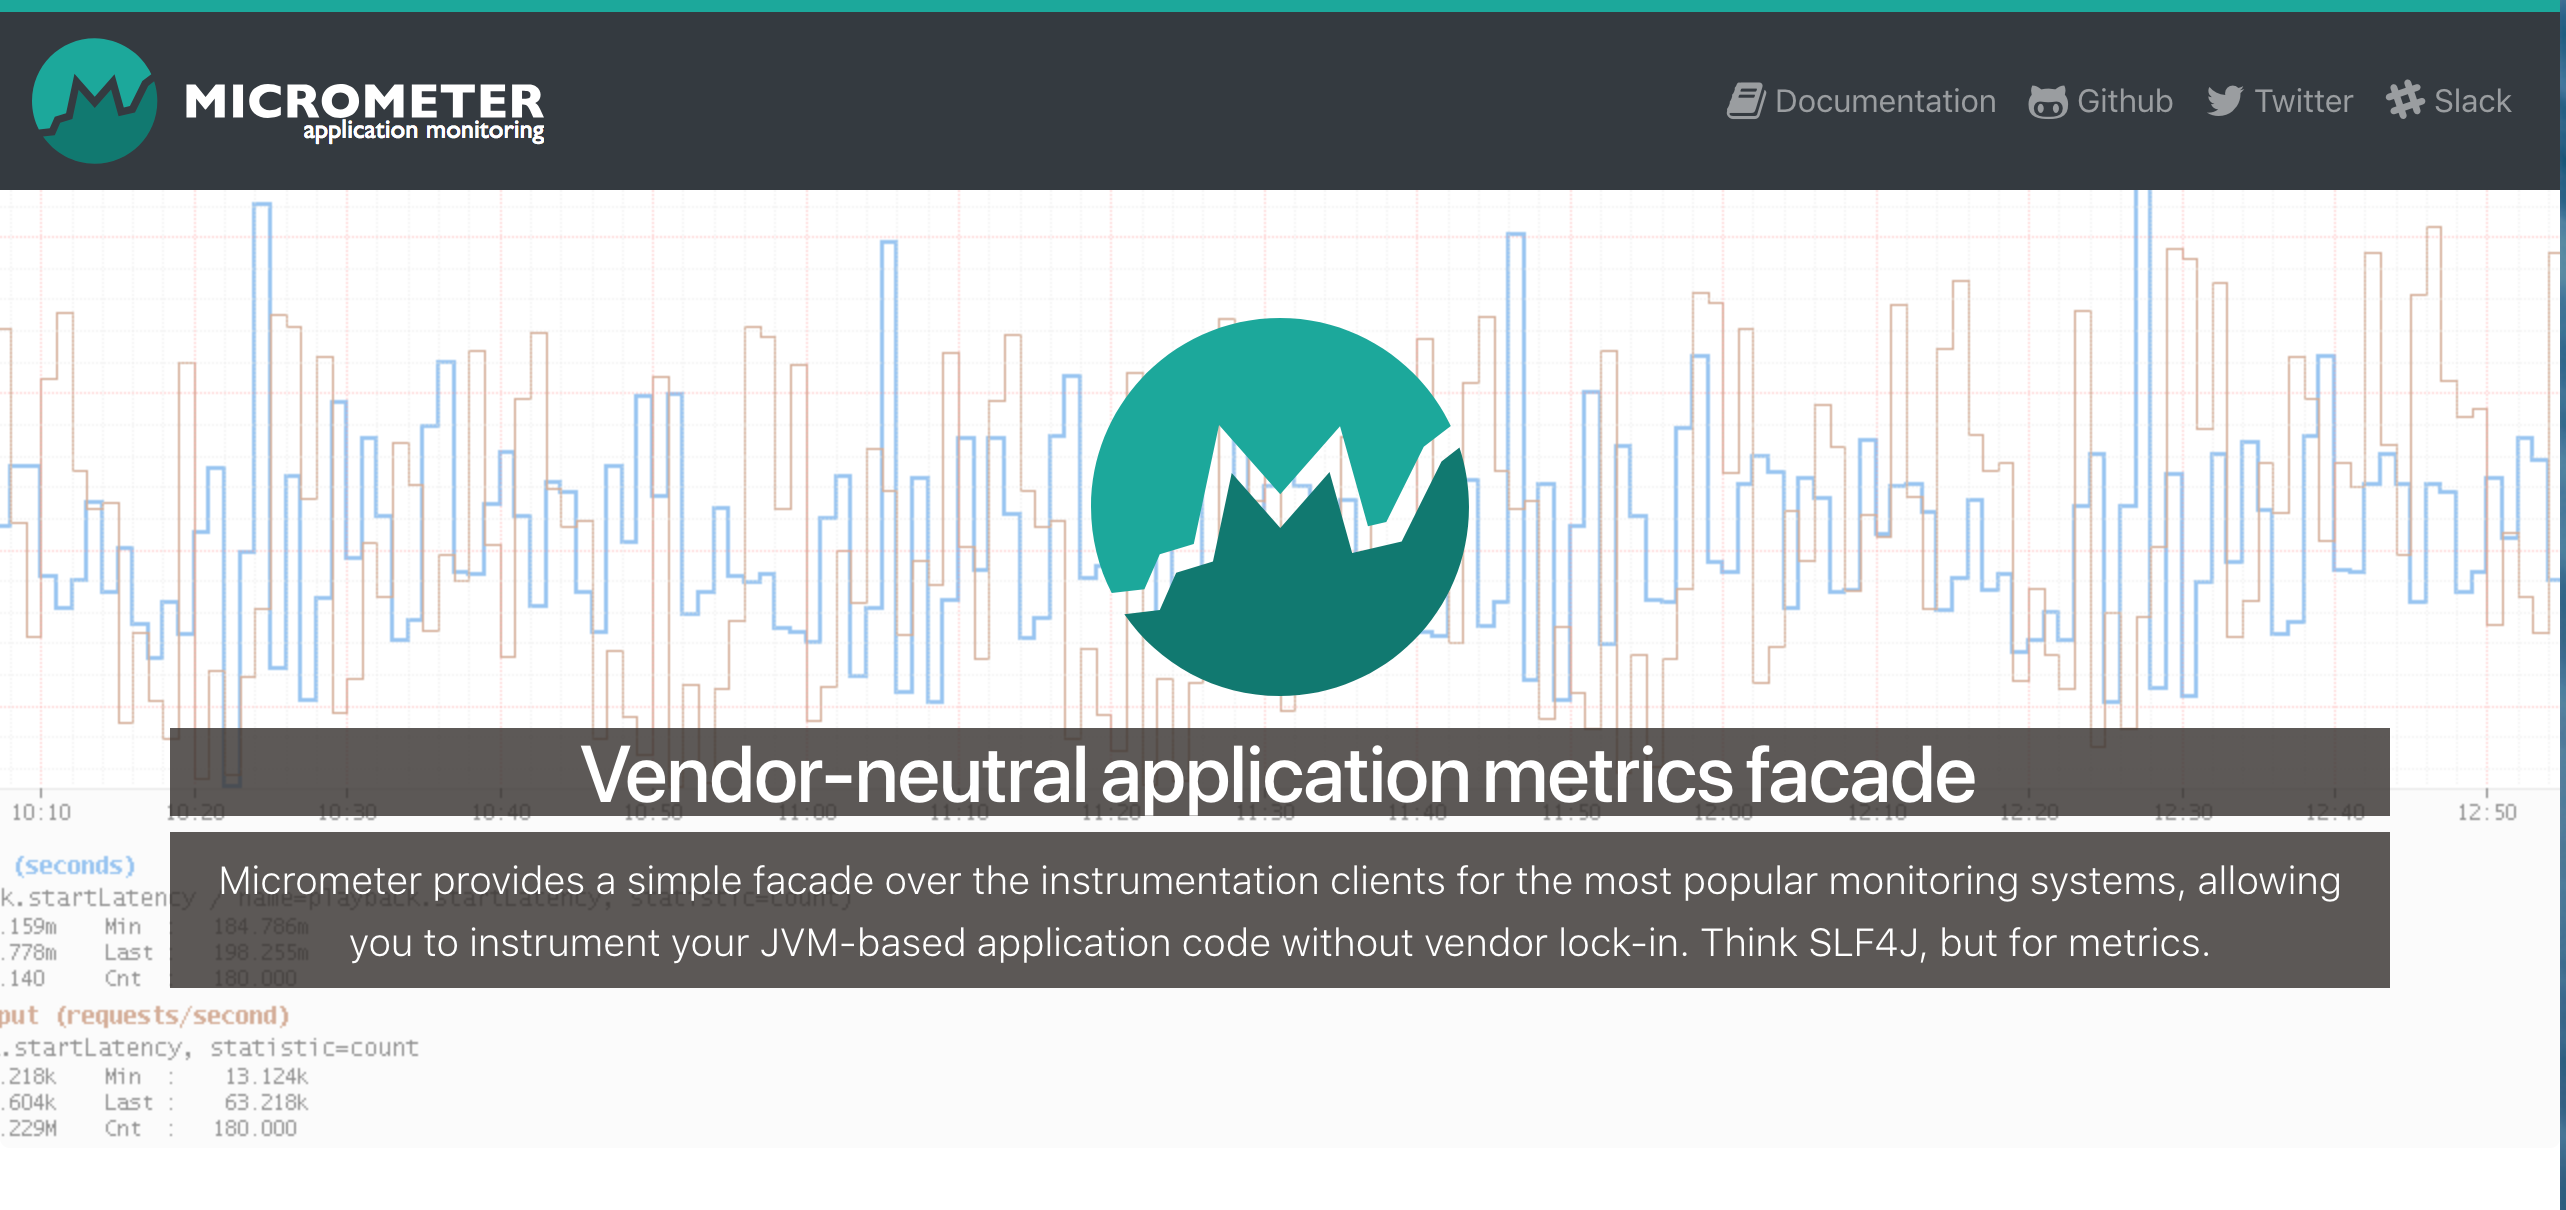 MICROMETER
application monitoring
Documentation Github Twitter Slack
Vendor-neutral application metrics facade
10:10 10:20 10:30 10:40 10:50 11:00 11:10 11:20 11:30 11:40 11:50 12:00 12:10 12:20 12:30 12:40 12:50
Micrometer provides a simple facade over the instrumentation clients for the most popular monitoring systems, allowing
you to instrument your JVM-based application code without vendor lock-in. Think SLF4J, but for metrics.
(seconds)
k.startLatency / name=playback.startLatency, statistic=count)
.159m Min : 184.786m
.778m Last : 198.255m
.140 Cnt : 180.000
put (requests/second)
.startLatency, statistic=count
.218k Min : 13.124k
.604k Last : 63.218k
.229M Cnt : 180.000